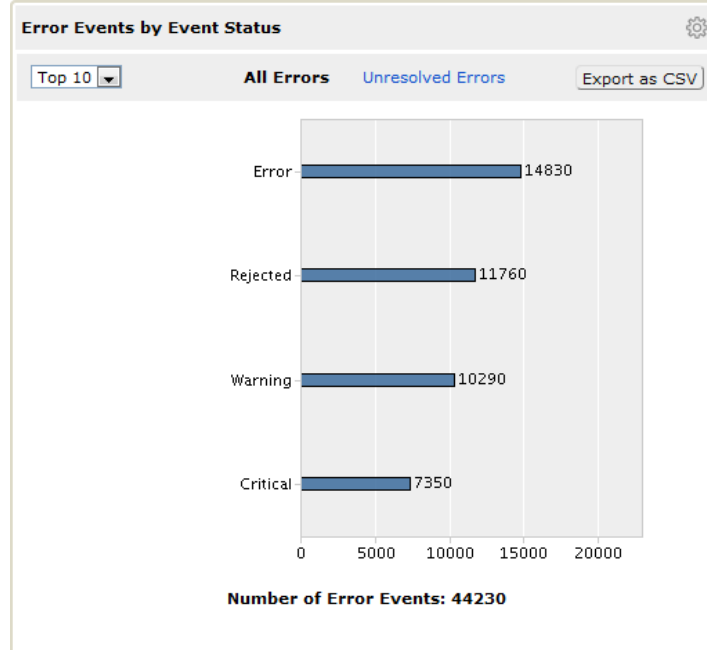 Error Events by Event Status
Top 10 All Errors Unresolved Errors Export as CSV
Error 14830
Rejected 11760
Warning 10290
Critical 7350
0 5000 10000 15000 20000
Number of Error Events: 44230